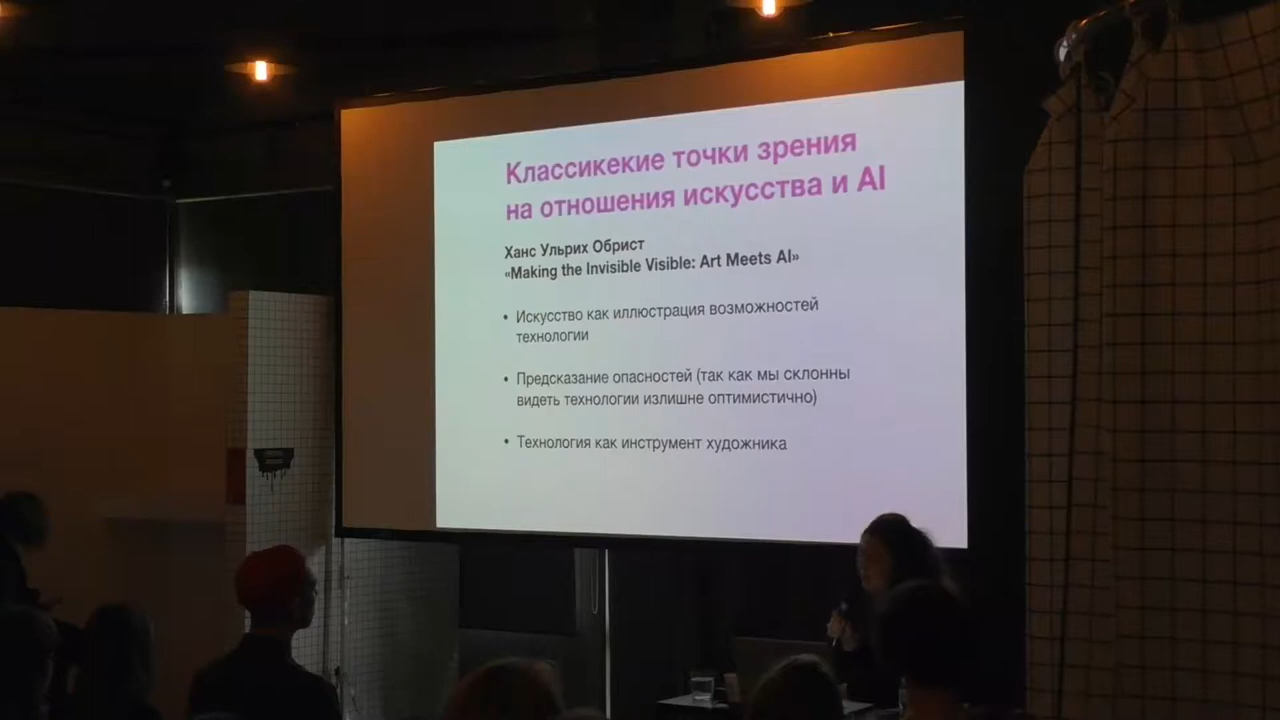 Классикекие точки зрения
на отношения искусства и AI
Ханс Ульрих Обрист
«Making the Invisible Visible: Art Meets AI»
• Искусство как иллюстрация возможностей
технологии
• Предсказание опасностей (так как мы склонны
видеть технологии излишне оптимистично)
• Технология как инструмент художника